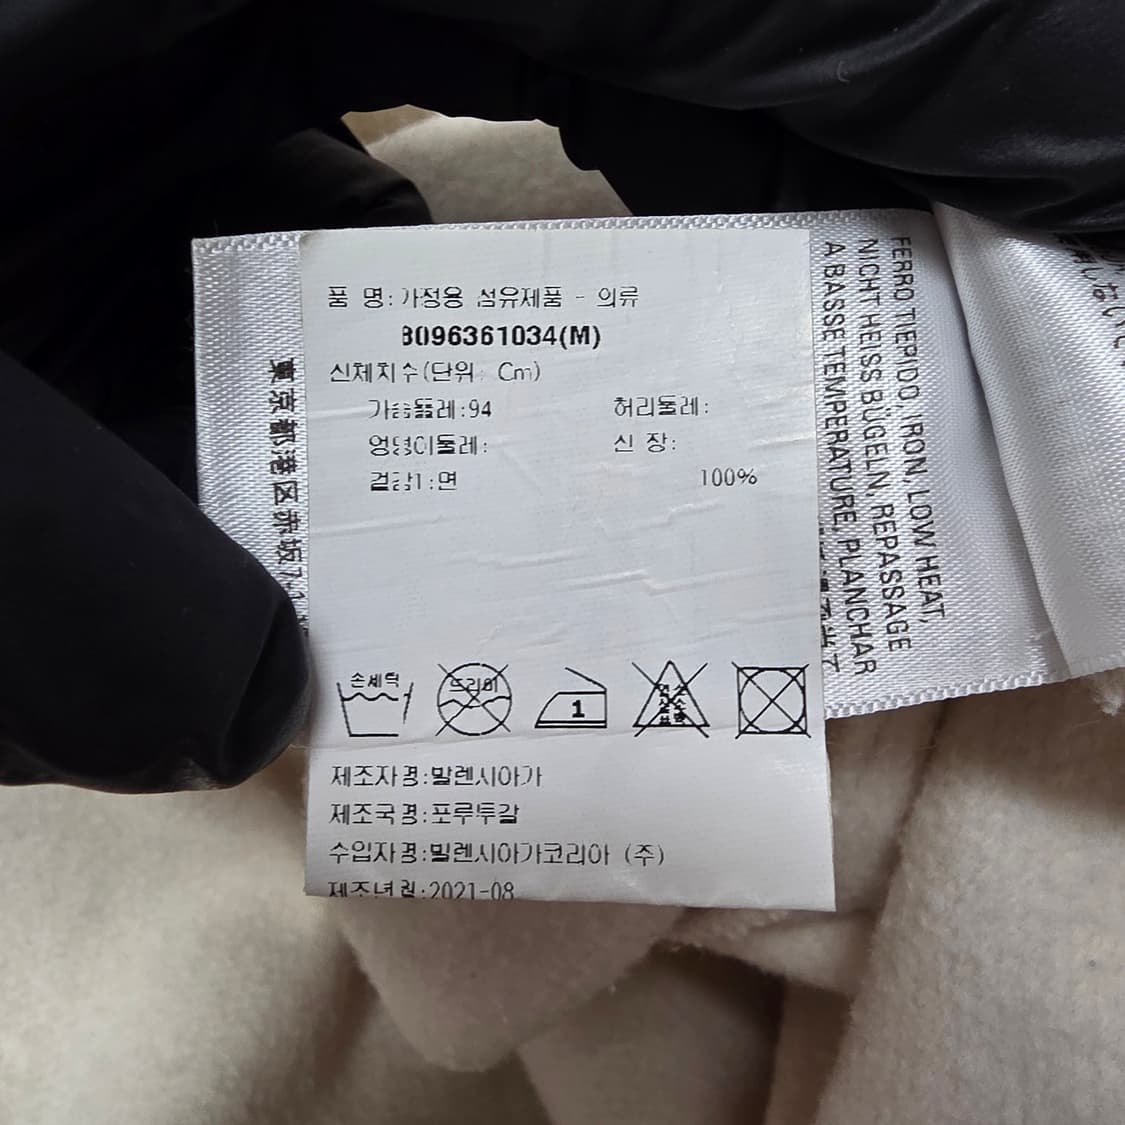 품 명:가정용 섬유제품 - 의류
8096361034(M)
신체치수(단위: Cm)
가슴둘레:94 허리둘레:
엉덩이둘레: 신 장:
겉감1:면 100%
손세탁
드라이
1
제조자명:발렌시아가
제조국명:포루투갈
수입자명:발렌시아가코리아 (주)
제조년월:2021-08
東京都港区赤坂
FERRO TIEPIDO, IRON, LOW HEAT,
NICHT HEISS BÜGELN, REPASSAGE
A BASSE TEMPERATURE, PLANCHAR